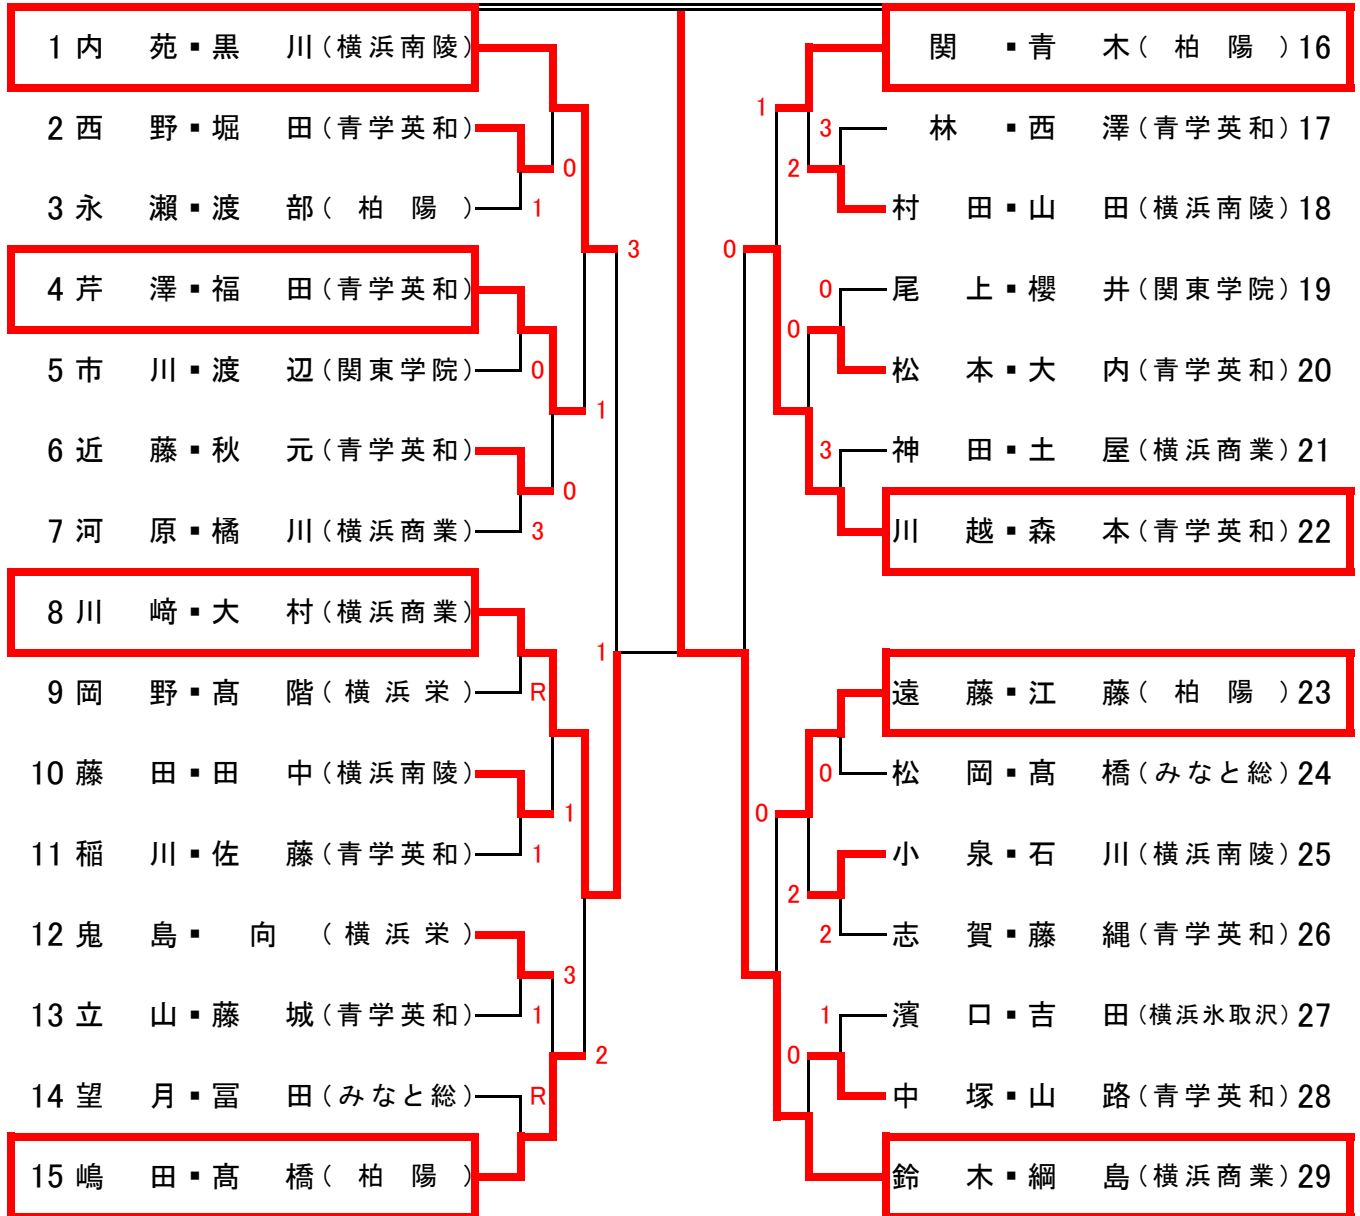 1 内 苑・黒 川(横浜南陵)
2 西 野・堀 田(青学英和)
0
1
3 永 瀬・渡 部(柏 陽)
3
4 芹 澤・福 田(青学英和)
5 市 川・渡 辺(関東学院)
0
1
6 近 藤・秋 元(青学英和)
0
7 河 原・橘 川(横浜商業)
3
8 川 﨑・大 村(横浜商業)
1
9 岡 野・髙 階(横浜栄)
R
10 藤 田・田 中(横浜南陵)
1
11 稲 川・佐 藤(青学英和)
1
12 鬼 島・向(横浜栄)
3
13 立 山・藤 城(青学英和)
1
2
14 望 月・冨 田(みなと総)
R
15 嶋 田・髙 橋(柏 陽)
関・青 木(柏 陽)16
1
3
林・西 澤(青学英和)17
2
村 田・山 田(横浜南陵)18
0
0
尾 上・櫻 井(関東学院)19
0
松 本・大 内(青学英和)20
3
神 田・土 屋(横浜商業)21
川 越・森 本(青学英和)22
遠 藤・江 藤(柏 陽)23
0
松 岡・髙 橋(みなと総)24
0
小 泉・石 川(横浜南陵)25
2
2
志 賀・藤 縄(青学英和)26
1
濱 口・吉 田(横浜氷取沢)27
0
中 塚・山 路(青学英和)28
鈴 木・綱 島(横浜商業)29